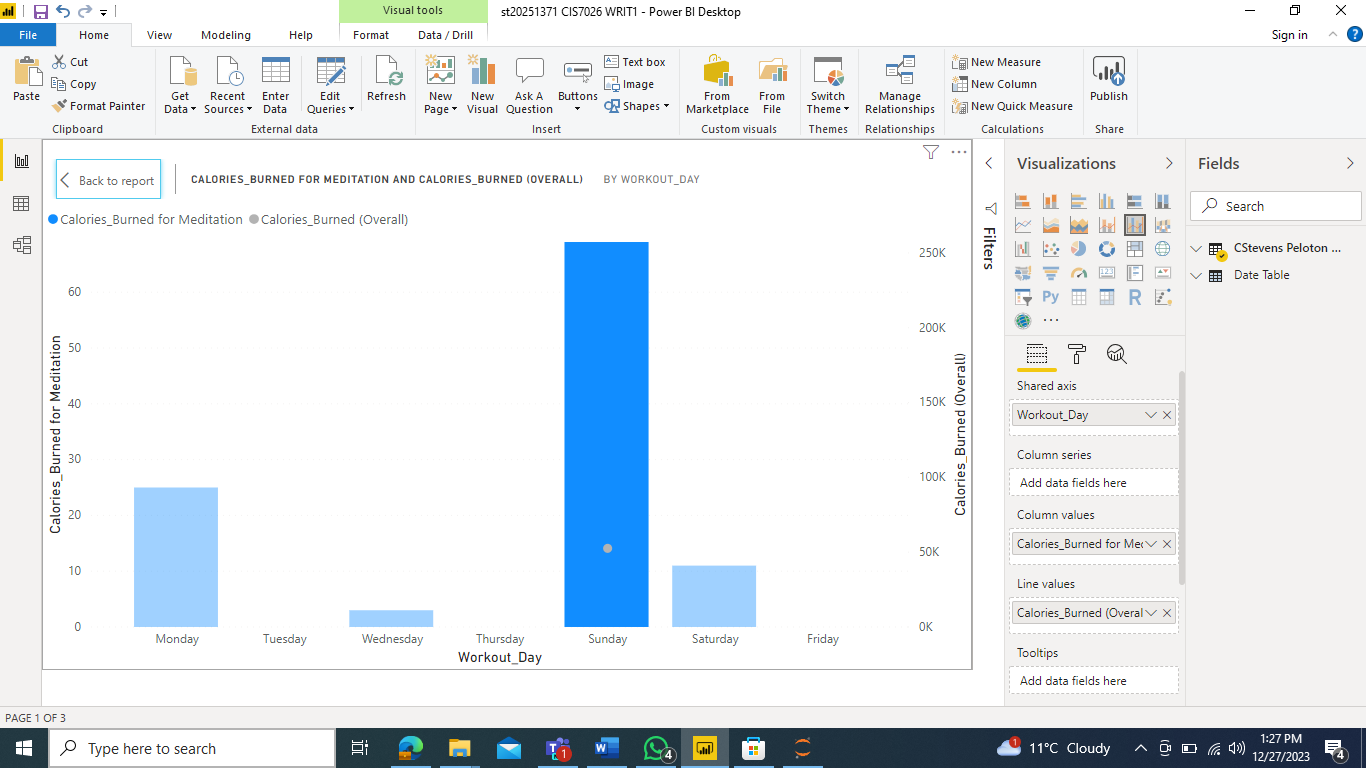 Visual tools
st20251371 CIS7026 WRIT1 - Power BI Desktop
File Home View Modeling Help Format Data / Drill Sign in
Cut
Copy
Format Painter
Paste
Clipboard
Get Data
Recent Sources
Enter Data
External data
Edit Queries
Refresh
New Page
New Visual
Ask A Question
Buttons
Text box
Image
Shapes
Insert
From Marketplace
From File
Custom visuals
Switch Theme
Themes
Manage Relationships
Relationships
New Measure
New Column
New Quick Measure
Calculations
Publish
Share
Back to report
CALORIES_BURNED FOR MEDITATION AND CALORIES_BURNED (OVERALL) BY WORKOUT_DAY
Calories_Burned for Meditation Calories_Burned (Overall)
Calories_Burned for Meditation
60
50
40
30
20
10
0
250K
200K
150K
100K
50K
0K
Calories_Burned (Overall)
Monday Tuesday Wednesday Thursday Sunday Saturday Friday
Workout_Day
Filters
Visualizations
Py
R
123
Shared axis
Workout_Day
Column series
Add data fields here
Column values
Calories_Burned for Mec
Line values
Calories_Burned (Overal
Tooltips
Add data fields here
Fields
Search
CStevens Peloton ...
Date Table
PAGE 1 OF 3
Type here to search
1
4
1
11°C Cloudy
1:27 PM
12/27/2023
4